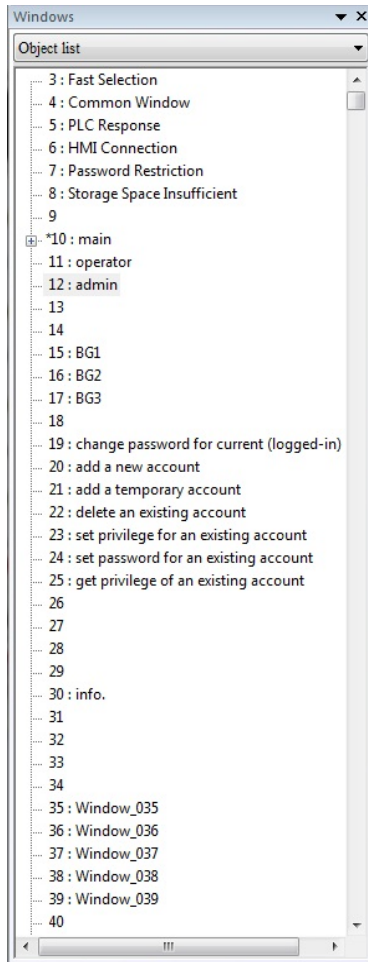 Windows
Object list
3 : Fast Selection
4 : Common Window
5 : PLC Response
6 : HMI Connection
7 : Password Restriction
8 : Storage Space Insufficient
9
*10 : main
11 : operator
12 : admin
13
14
15 : BG1
16 : BG2
17 : BG3
18
19 : change password for current (logged-in)
20 : add a new account
21 : add a temporary account
22 : delete an existing account
23 : set privilege for an existing account
24 : set password for an existing account
25 : get privilege of an existing account
26
27
28
29
30 : info.
31
32
33
34
35 : Window_035
36 : Window_036
37 : Window_037
38 : Window_038
39 : Window_039
40